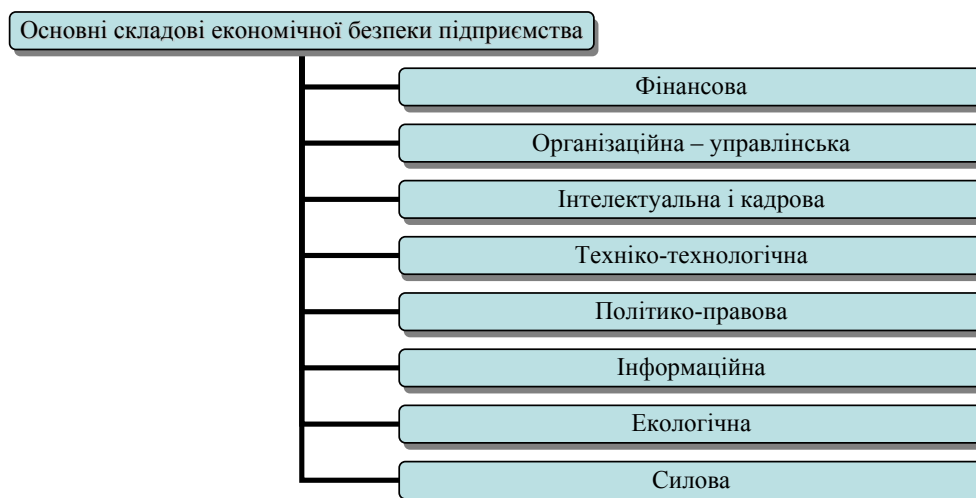 Основні складові економічної безпеки підприємства
Фінансова
Організаційна – управлінська
Інтелектуальна і кадрова
Техніко-технологічна
Політико-правова
Інформаційна
Екологічна
Силова